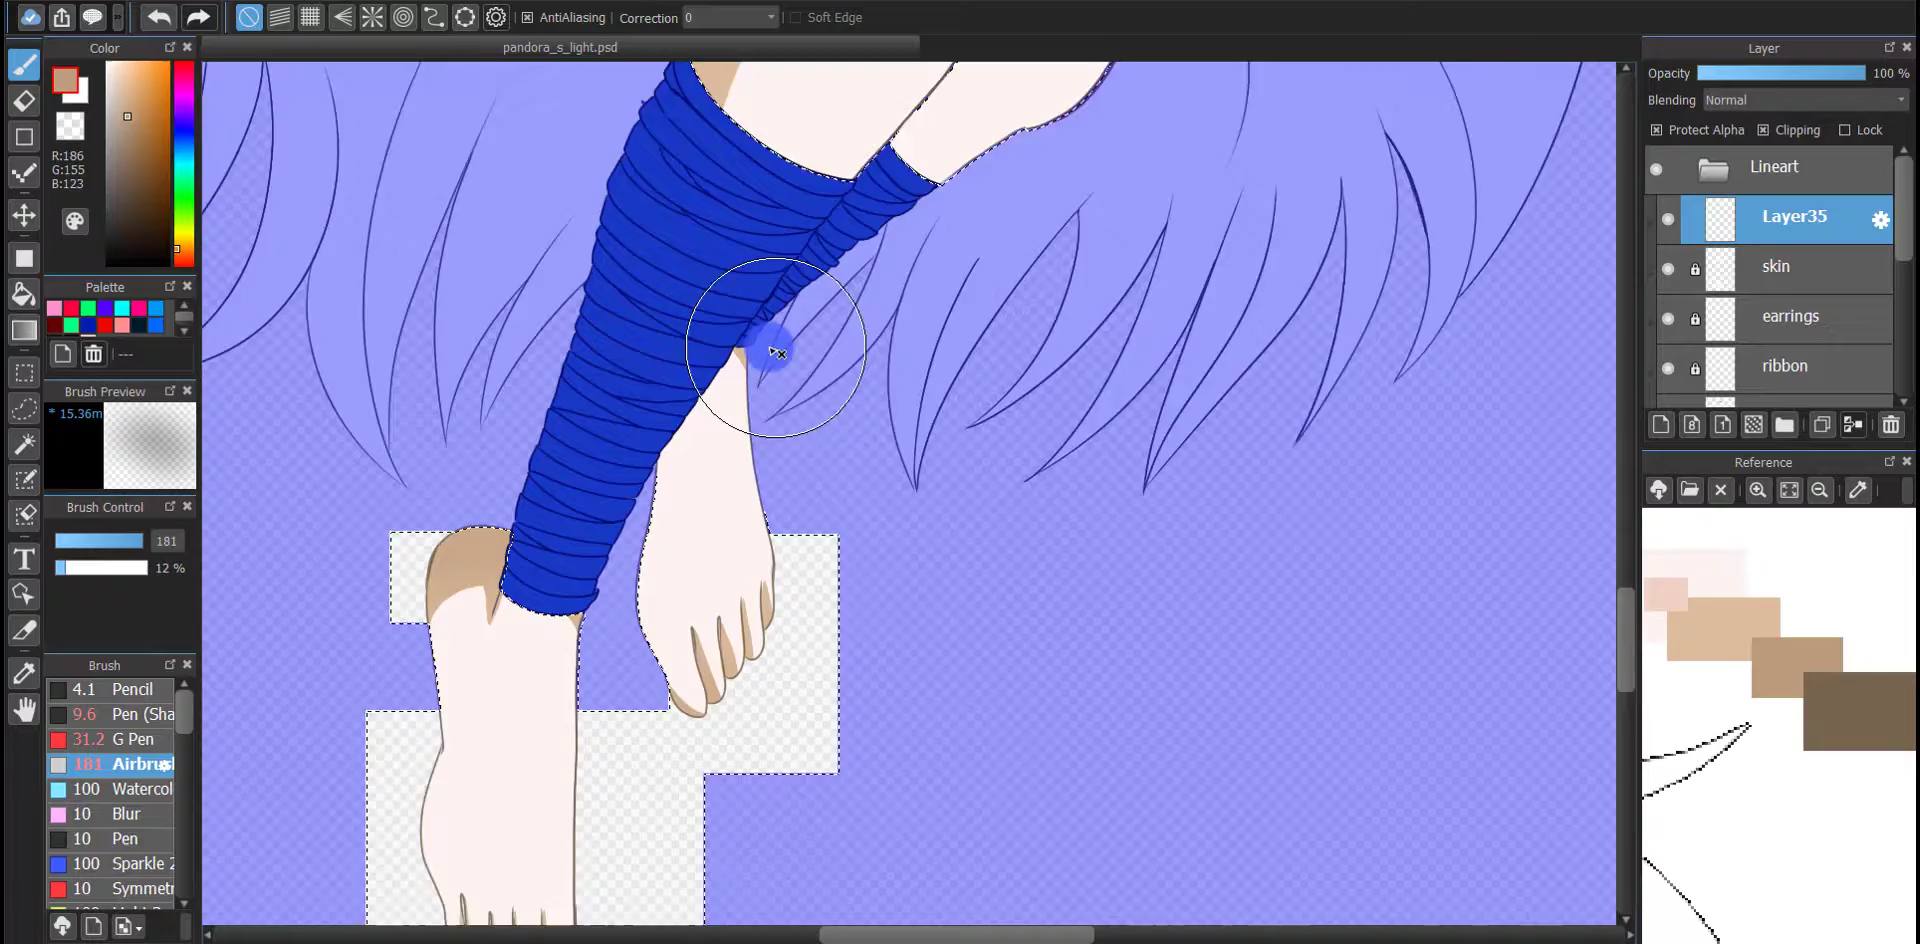 AntiAliasing Correction 0 Soft Edge
pandora_s_light.psd
Color
R:186
G:155
B:123
Palette
---
Brush Preview
* 15.36m
Brush Control
181
12 %
Brush
4.1 Pencil
9.6 Pen (Sha
31.2 G Pen
181 Airbrus
100 Watercol
10 Blur
10 Pen
100 Sparkle 2
10 Symmetr
T
Layer
Opacity 100 %
Blending Normal
Protect Alpha Clipping Lock
Lineart
Layer35
skin
earrings
ribbon
8 1
Reference